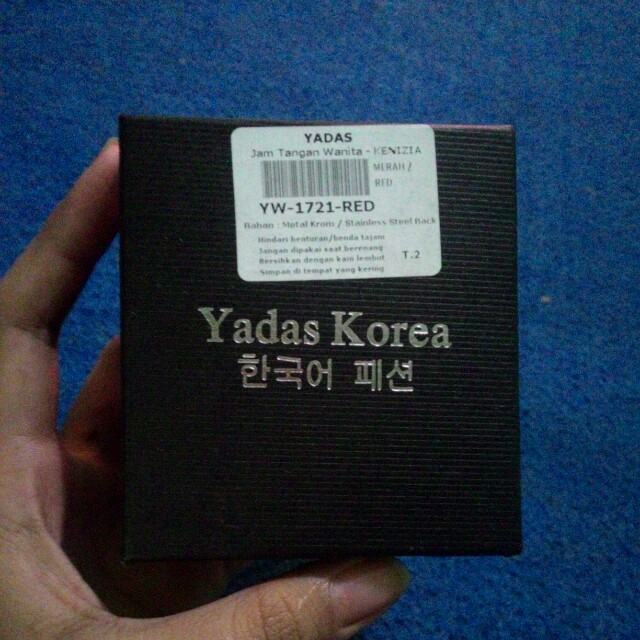 YADAS
Jam Tangan Wanita - KENIZIA
MERAH /
RED
YW-1721-RED
Bahan : Metal Krom / Stainless Steel Back
Hindari benturan/benda tajam
Jangan dipakai saat berenang
Bersihkan dengan kain lembut
Simpan di tempat yang kering
T.2
Yadas Korea
한국어 패션